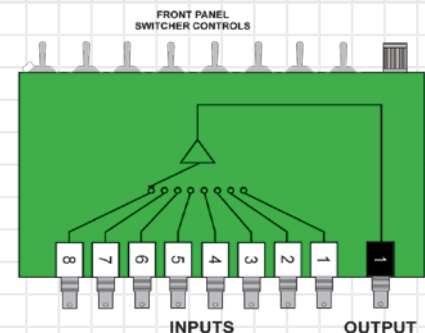 FRONT PANEL
SWITCHER CONTROLS
8 7 6 5 4 3 2 1 1
INPUTS OUTPUT